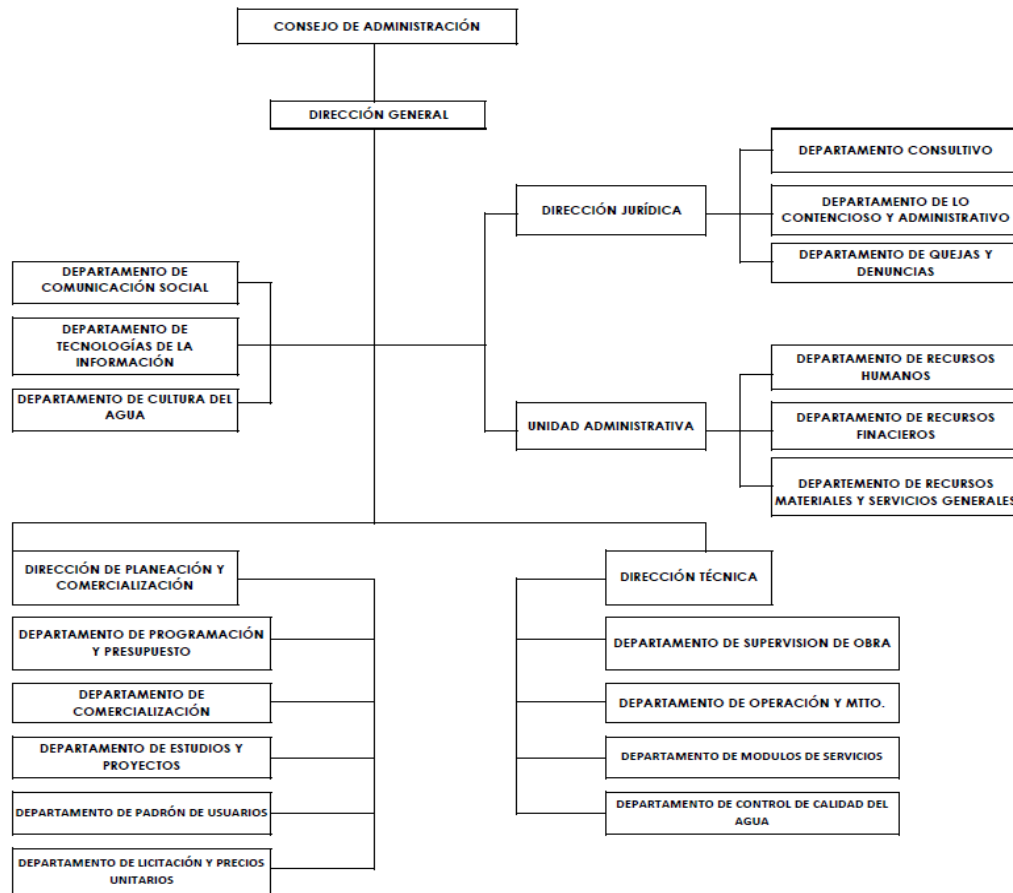 CONSEJO DE ADMINISTRACIÓN
DIRECCIÓN GENERAL
DEPARTAMENTO CONSULTIVO
DIRECCIÓN JURÍDICA
DEPARTAMENTO DE LO
CONTENCIOSO Y ADMINISTRATIVO
DEPARTAMENTO DE QUEJAS Y
DENUNCIAS
DEPARTAMENTO DE
COMUNICACIÓN SOCIAL
DEPARTAMENTO DE
TECNOLOGÍAS DE LA
INFORMACIÓN
DEPARTAMENTO DE CULTURA DEL
AGUA
DEPARTAMENTO DE RECURSOS
HUMANOS
UNIDAD ADMINISTRATIVA
DEPARTAMENTO DE RECURSOS
FINACIEROS
DEPARTEMENTO DE RECURSOS
MATERIALES Y SERVICIOS GENERALES
DIRECCIÓN DE PLANEACIÓN Y
COMERCIALIZACIÓN
DEPARTAMENTO DE PROGRAMACIÓN
Y PRESUPUESTO
DEPARTAMENTO DE
COMERCIALIZACIÓN
DEPARTAMENTO DE ESTUDIOS Y
PROYECTOS
DEPARTAMENTO DE PADRÓN DE USUARIOS
DEPARTAMENTO DE LICITACIÓN Y PRECIOS
UNITARIOS
DIRECCIÓN TÉCNICA
DEPARTAMENTO DE SUPERVISION DE OBRA
DEPARTAMENTO DE OPERACIÓN Y MTTO.
DEPARTAMENTO DE MODULOS DE SERVICIOS
DEPARTAMENTO DE CONTROL DE CALIDAD DEL
AGUA